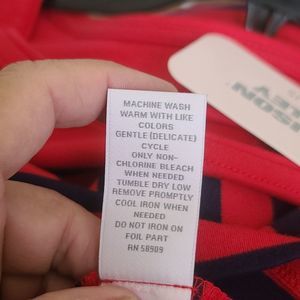 MACHINE WASH
WARM WITH LIKE
COLORS
GENTLE (DELICATE)
CYCLE
ONLY NON-
CHLORINE BLEACH
WHEN NEEDED
TUMBLE DRY LOW
REMOVE PROMPTLY
COOL IRON WHEN
NEEDED
DO NOT IRON ON
FOIL PART
RN 58909